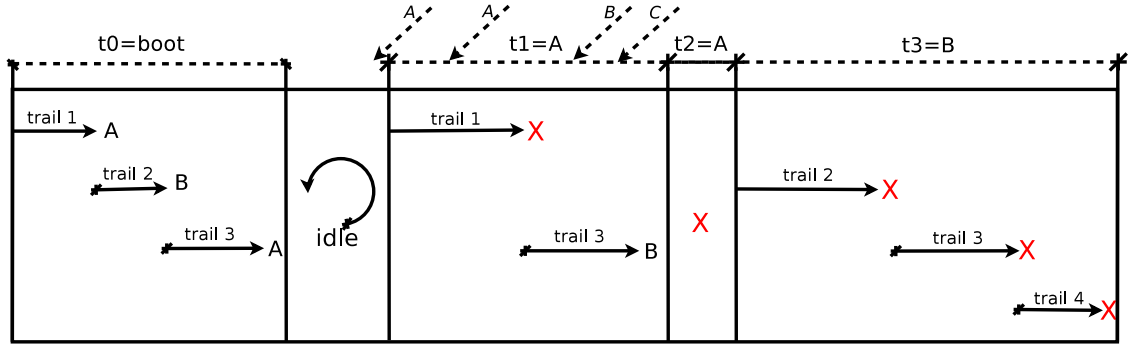 A A B C
t0=boot t1=A t2=A t3=B
trail 1 A trail 1 X
trail 2 B trail 2 X
X
idle
trail 3 A trail 3 B trail 3 X
trail 4 X